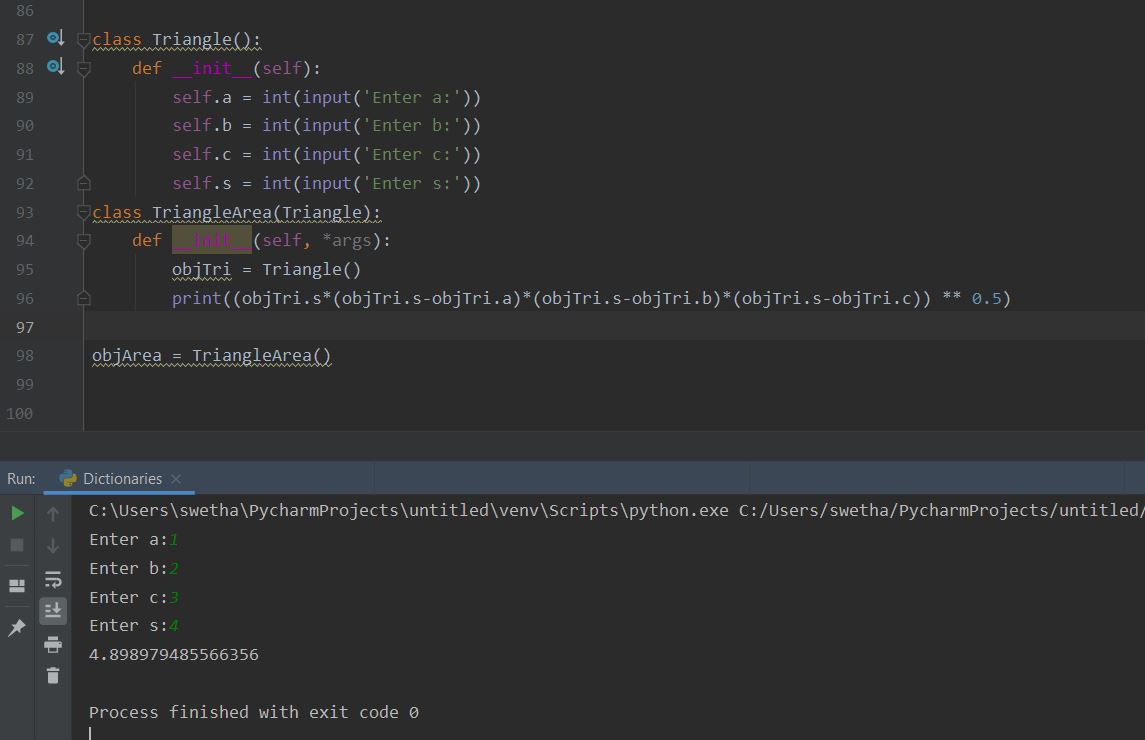 86
87 class Triangle():
88     def __init__(self):
89         self.a = int(input('Enter a:'))
90         self.b = int(input('Enter b:'))
91         self.c = int(input('Enter c:'))
92         self.s = int(input('Enter s:'))
93 class TriangleArea(Triangle):
94     def __init__(self, *args):
95         objTri = Triangle()
96         print((objTri.s*(objTri.s-objTri.a)*(objTri.s-objTri.b)*(objTri.s-objTri.c)) ** 0.5)
97
98 objArea = TriangleArea()
99
100
Run: Dictionaries ×
C:\Users\swetha\PycharmProjects\untitled\venv\Scripts\python.exe C:/Users/swetha/PycharmProjects/untitled/
Enter a:1
Enter b:2
Enter c:3
Enter s:4
4.898979485566356
Process finished with exit code 0